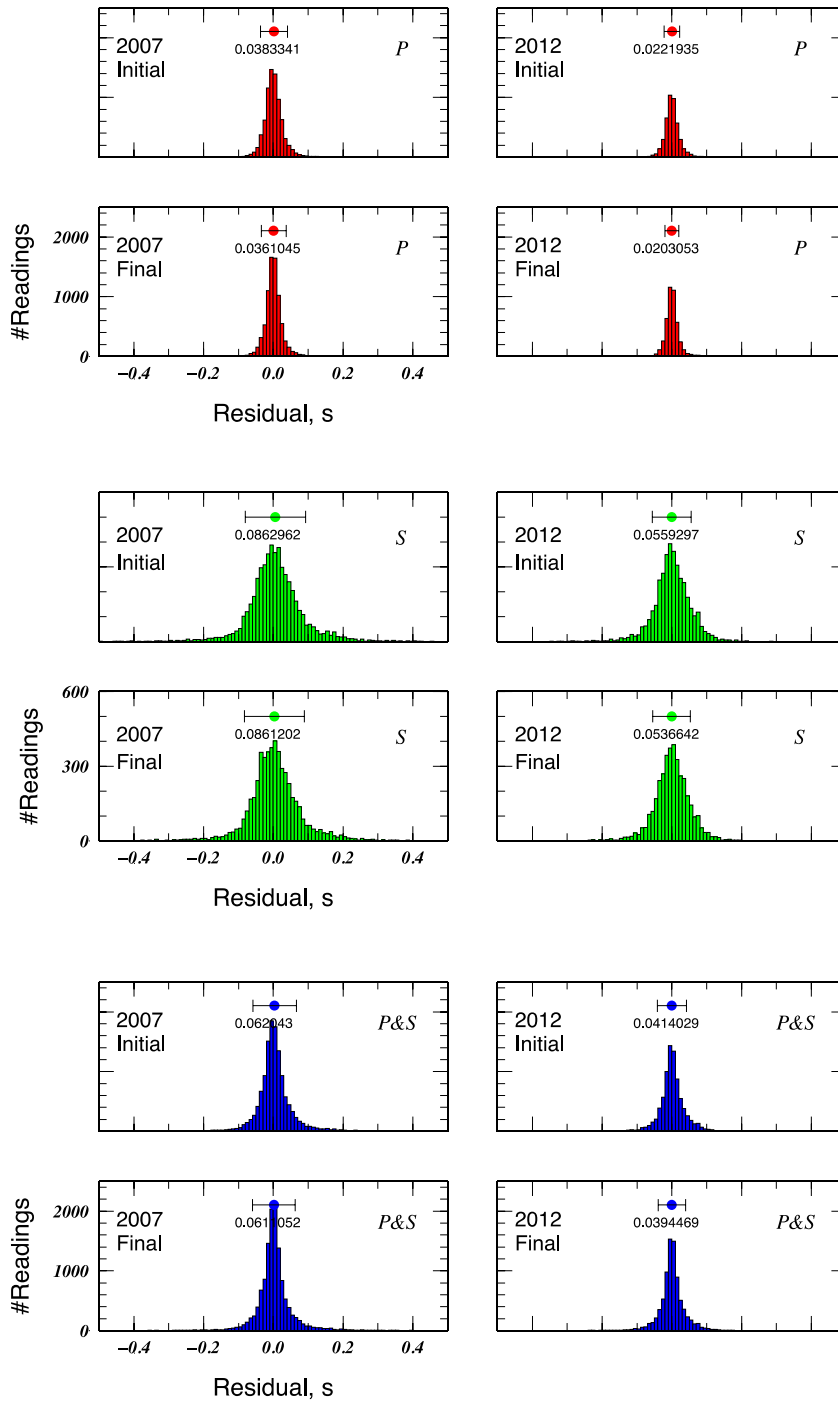 2007
Initial
0.0383341
P
2012
Initial
0.0221935
P
#Readings
2000
1000
0
2007
Final
0.0361045
P
−0.4 −0.2 0.0 0.2 0.4
Residual, s
2012
Final
0.0203053
P
2007
Initial
0.0862962
S
2012
Initial
0.0559297
S
#Readings
600
300
0
2007
Final
0.0861202
S
−0.4 −0.2 0.0 0.2 0.4
Residual, s
2012
Final
0.0536642
S
2007
Initial
0.062043
P&S
2012
Initial
0.0414029
P&S
#Readings
2000
1000
0
2007
Final
P&S
−0.4 −0.2 0.0 0.2 0.4
Residual, s
2012
Final
0.0394469
P&S